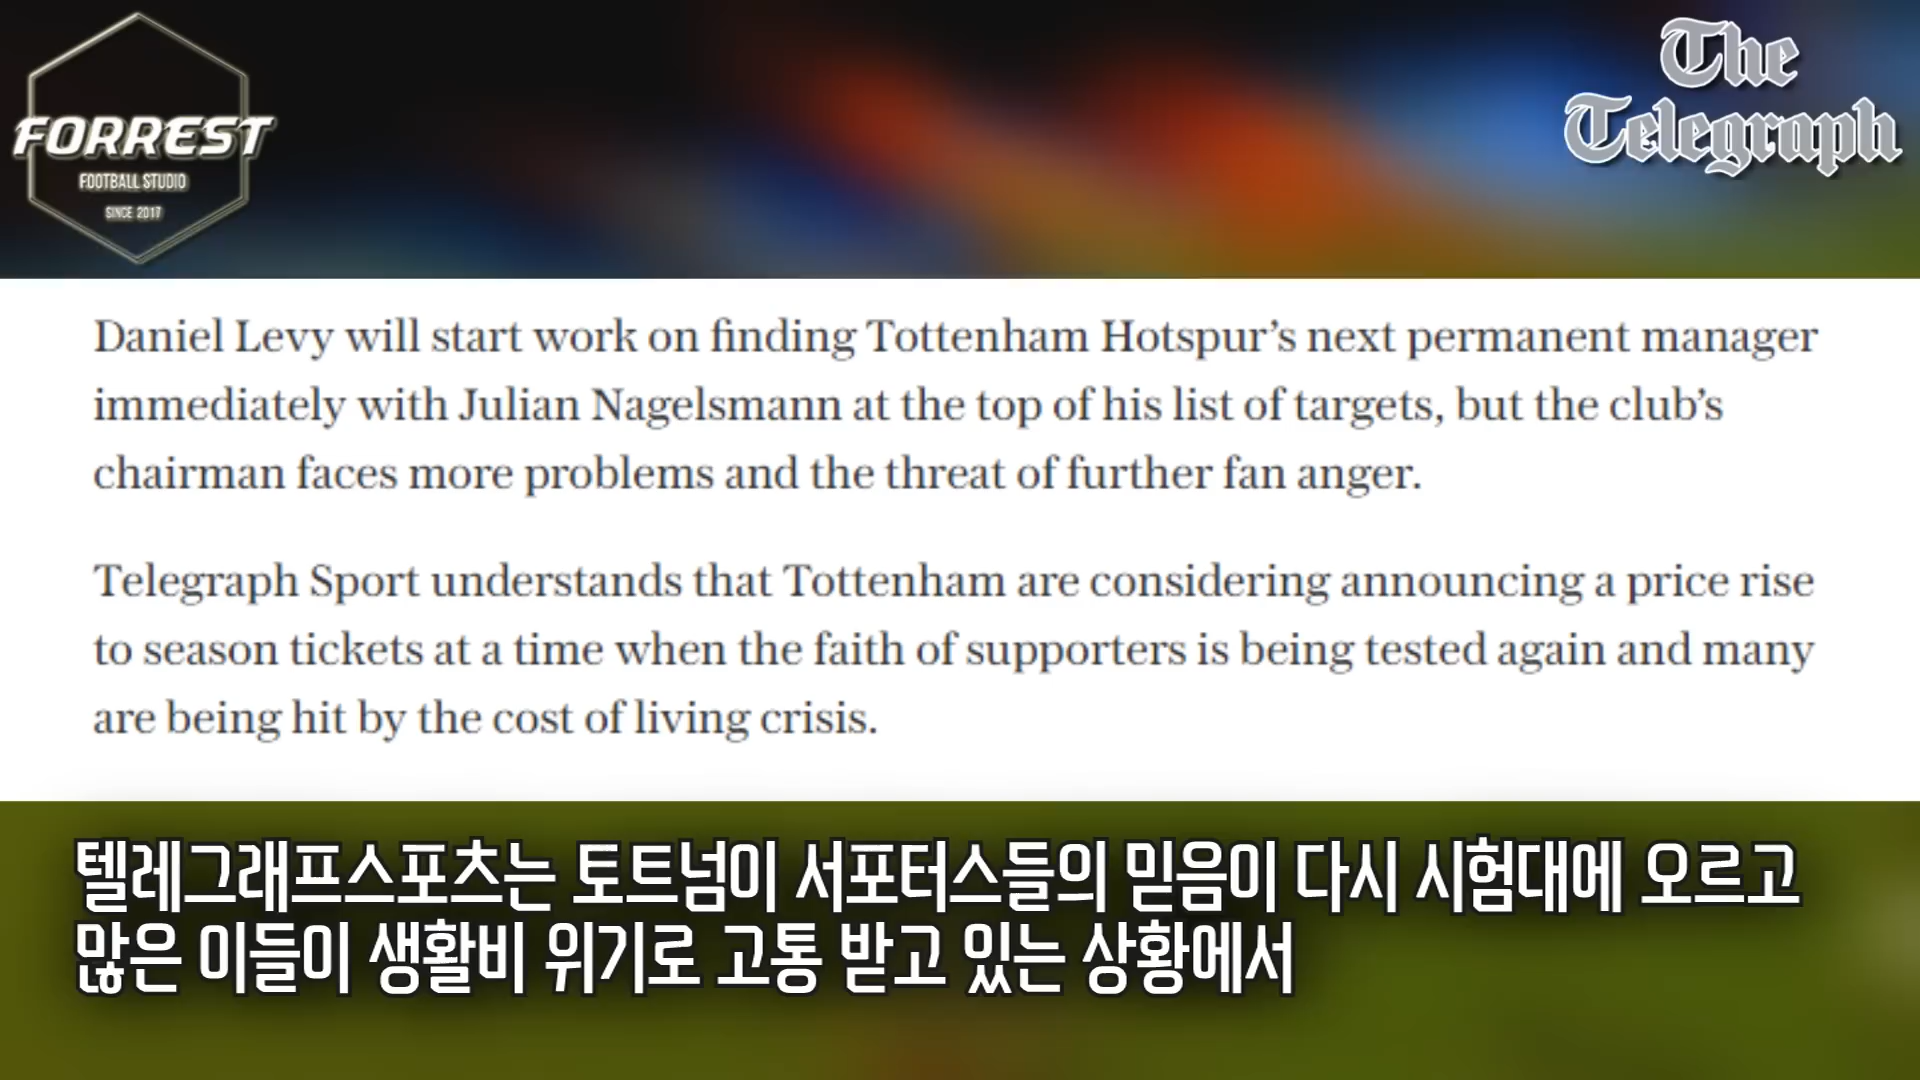 FORREST
FOOTBALL STUDIO
SINCE 2017
The
Telegraph
Daniel Levy will start work on finding Tottenham Hotspur’s next permanent manager
immediately with Julian Nagelsmann at the top of his list of targets, but the club’s
chairman faces more problems and the threat of further fan anger.
Telegraph Sport understands that Tottenham are considering announcing a price rise
to season tickets at a time when the faith of supporters is being tested again and many
are being hit by the cost of living crisis.
텔레그래프스포츠는 토트넘이 서포터스들의 믿음이 다시 시험대에 오르고
많은 이들이 생활비 위기로 고통 받고 있는 상황에서